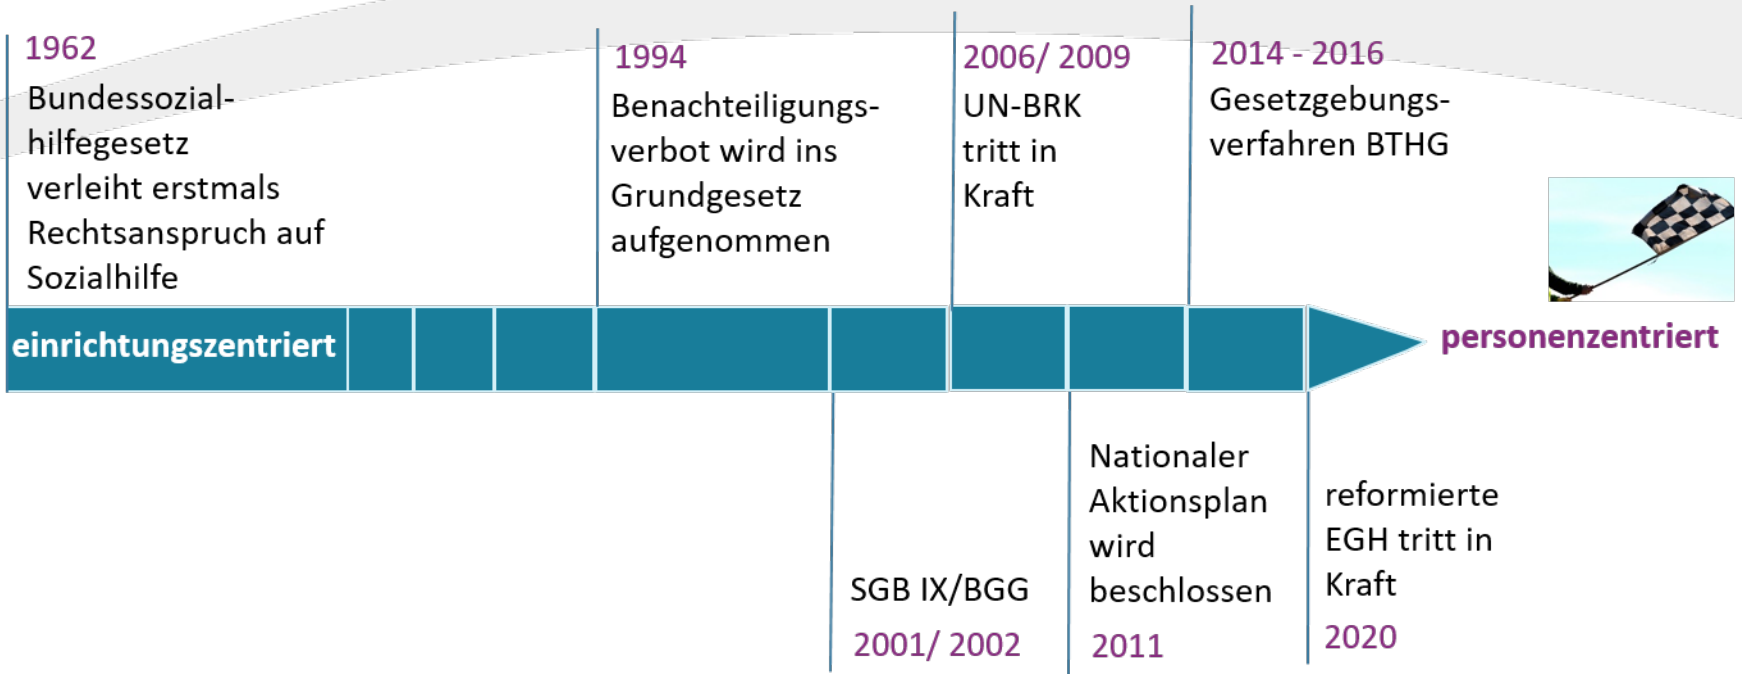 1962
Bundessozial-
hilfegesetz
verleiht erstmals
Rechtsanspruch auf
Sozialhilfe
1994
Benachteiligungs-
verbot wird ins
Grundgesetz
aufgenommen
2006/ 2009
UN-BRK
tritt in
Kraft
2014 - 2016
Gesetzgebungs-
verfahren BTHG
einrichtungszentriert
personenzentriert
SGB IX/BGG
2001/ 2002
Nationaler
Aktionsplan
wird
beschlossen
2011
reformierte
EGH tritt in
Kraft
2020